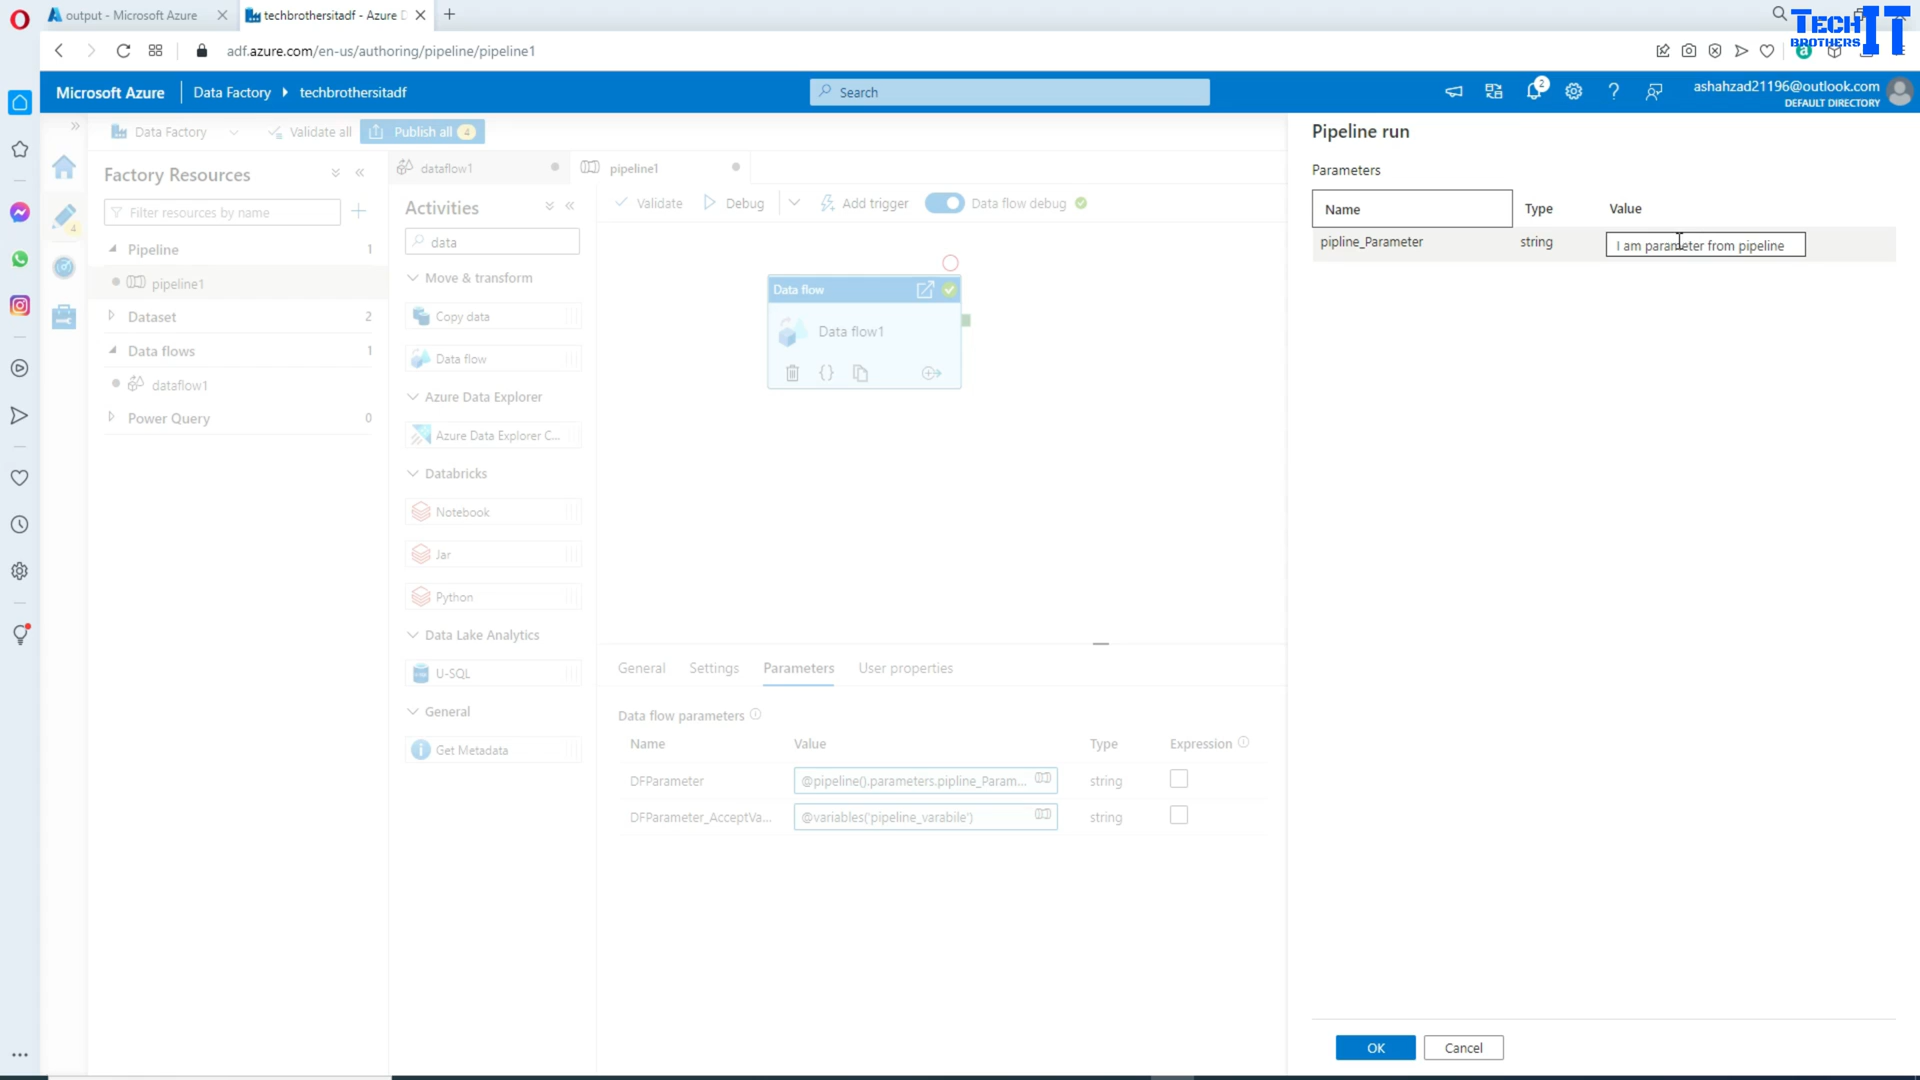 output - Microsoft Azure
techbrothersitadf - Azure D
TECH IT
BROTHERS
adf.azure.com/en-us/authoring/pipeline/pipeline1
Microsoft Azure
Data Factory
techbrothersitadf
Search
2
ashahzad21196@outlook.com
DEFAULT DIRECTORY
Data Factory
Validate all
Publish all 4
Pipeline run
Factory Resources
dataflow1
pipeline1
Parameters
Filter resources by name
Activities
Validate
Debug
Add trigger
Data flow debug
Name
Type
Value
4
data
pipline_Parameter
string
I am parameter from pipeline
Pipeline
1
Move & transform
pipeline1
Data flow
Dataset
2
Copy data
Data flow1
Data flows
1
Data flow
dataflow1
Azure Data Explorer
Power Query
0
Azure Data Explorer C...
Databricks
Notebook
Jar
Python
Data Lake Analytics
General
Settings
Parameters
User properties
U-SQL
General
Data flow parameters
Get Metadata
Name
Value
Type
Expression
DFParameter
@pipeline().parameters.pipline_Param...
string
DFParameter_AcceptVa...
@variables('pipeline_varabile')
string
OK
Cancel